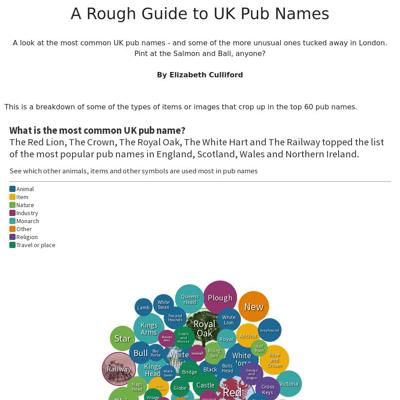 A Rough Guide to UK Pub Names
A look at the most common UK pub names - and some of the more unusual ones tucked away in London.
Pint at the Salmon and Ball, anyone?
By Elizabeth Culliford
This is a breakdown of some of the types of items or images that crop up in the top 60 pub names.
What is the most common UK pub name?
The Red Lion, The Crown, The Royal Oak, The White Hart and The Railway topped the list
of the most popular pub names in England, Scotland, Wales and Northern Ireland.
See which other animals, items and other symbols are used most in pub names
Animal
Item
Nature
Industry
Monarch
Other
Religion
Travel or place
Queens
Head
Plough
Lamb
White
Swan
New
Kings
Arms
White
Lion
Royal
Oak
Greyhound
Star
Royal
Bull
White
Railway
Kings
Head
Black
Bulls
Head
Rose
and
Crown
Bridge
Globe
Castle
Cross
Keys
Victoria
Red